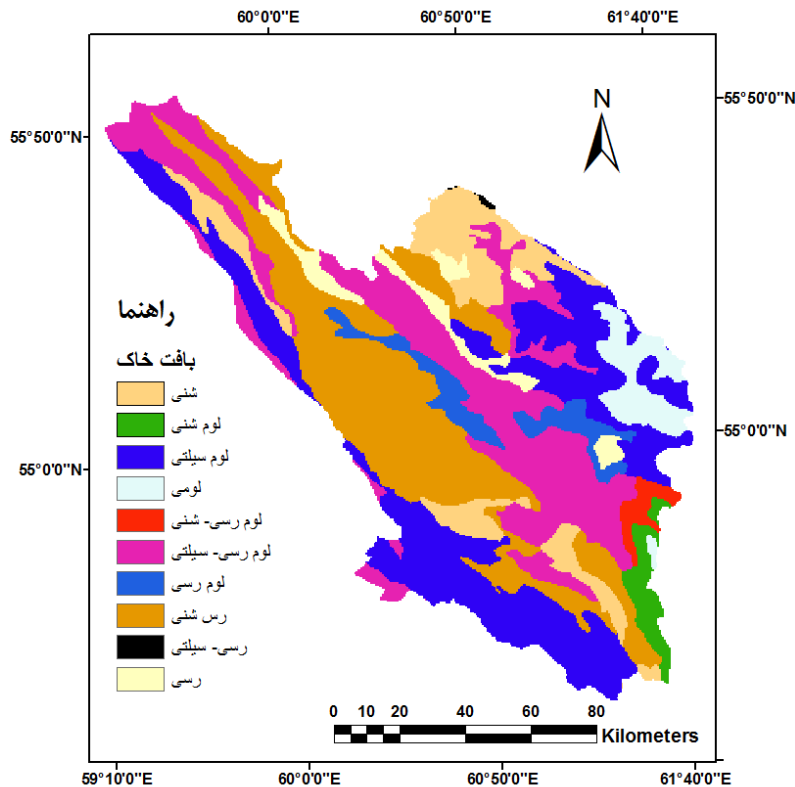 60°0'0"E 60°50'0"E 61°40'0"E
55°50'0"N
55°50'0"N
N
راهنما
بافت خاک
شنی
لوم شنی
لوم سیلتی
لومی
لوم رسی- شنی
لوم رسی- سیلتی
لوم رسی
رس شنی
رسی- سیلتی
رسی
55°0'0"N
55°0'0"N
0 10 20 40 60 80
Kilometers
59°10'0"E 60°0'0"E 60°50'0"E 61°40'0"E